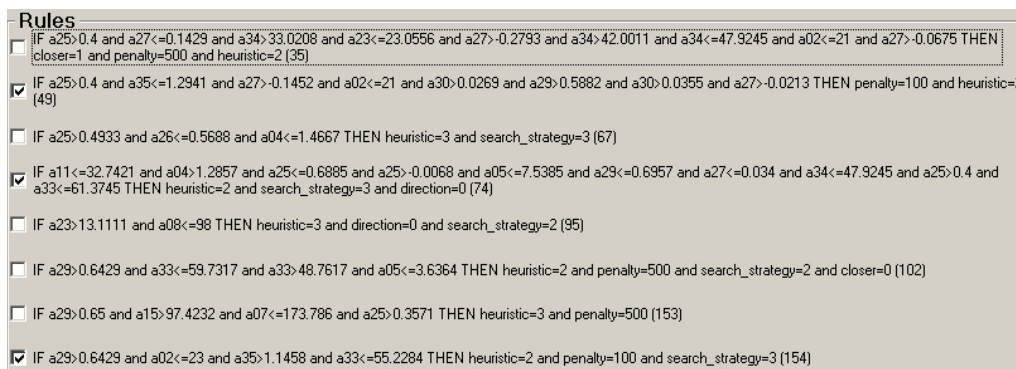 Rules
IF a25>0.4 and a27<=0.1429 and a34>33.0208 and a23<=23.0556 and a27>-0.2793 and a34>42.0011 and a34<=47.9245 and a02<=21 and a27>-0.0675 THEN
closer=1 and penalty=500 and heuristic=2 (35)
IF a25>0.4 and a35<=1.2941 and a27>-0.1452 and a02<=21 and a30>0.0269 and a29>0.5882 and a30>0.0355 and a27>-0.0213 THEN penalty=100 and heuristic=
(49)
IF a25>0.4933 and a26<=0.5688 and a04<=1.4667 THEN heuristic=3 and search_strategy=3 (67)
IF a11<=32.7421 and a04>1.2857 and a25<=0.6885 and a25>-0.0068 and a05<=7.5385 and a29<=0.6957 and a27<=0.034 and a34<=47.9245 and a25>0.4 and
a33<=61.3745 THEN heuristic=2 and search_strategy=3 and direction=0 (74)
IF a23>13.1111 and a08<=98 THEN heuristic=3 and direction=0 and search_strategy=2 (95)
IF a29>0.6429 and a33<=59.7317 and a33>48.7617 and a05<=3.6364 THEN heuristic=2 and penalty=500 and search_strategy=2 and closer=0 (102)
IF a29>0.65 and a15>97.4232 and a07<=173.786 and a25>0.3571 THEN heuristic=3 and penalty=500 (153)
IF a29>0.6429 and a02<=23 and a35>1.1458 and a33<=55.2284 THEN heuristic=2 and penalty=100 and search_strategy=3 (154)